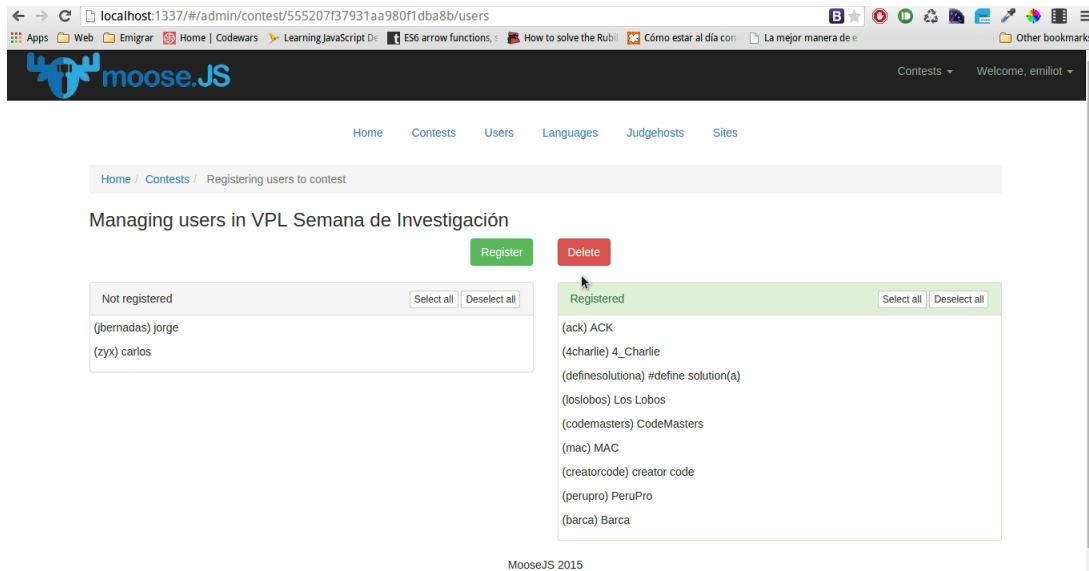 localhost:1337/#/admin/contest/555207f37931aa980f1dba8b/users
Apps Web Emigrar Home | Codewars Learning JavaScript De ES6 arrow functions, s How to solve the Rubi Cómo estar al día con La mejor manera de e Other bookmarks
moose.JS Contests Welcome, emiliot
Home Contests Users Languages Judgehosts Sites
Home / Contests / Registering users to contest
Managing users in VPL Semana de Investigación
Register Delete
Not registered Select all Deselect all
(jbernadas) jorge
(zyx) carlos
Registered Select all Deselect all
(ack) ACK
(4charlie) 4_Charlie
(definesolutiona) #define solution(a)
(loslobos) Los Lobos
(codemasters) CodeMasters
(mac) MAC
(creatorcode) creator code
(perupro) PeruPro
(barca) Barca
MooseJS 2015